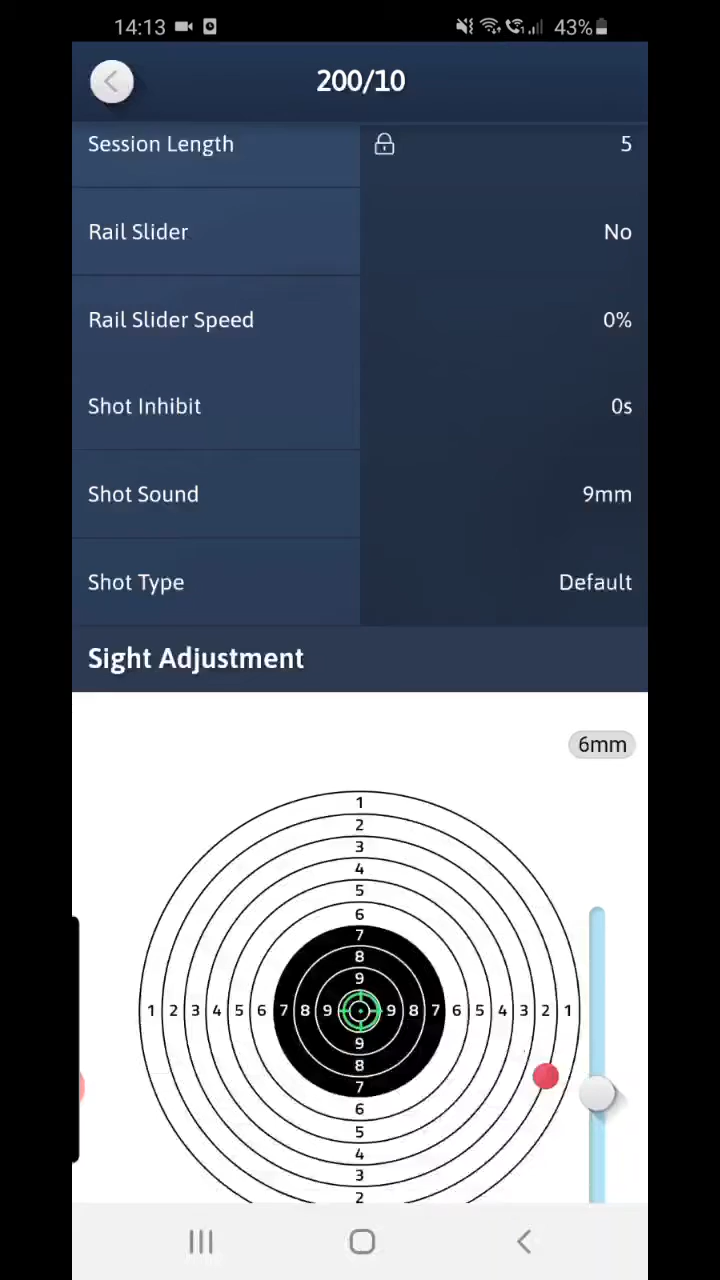 14:13 43%
200/10
Session Length 5
Rail Slider No
Rail Slider Speed 0%
Shot Inhibit 0s
Shot Sound 9mm
Shot Type Default
Sight Adjustment
6mm
1
2
3
4
5
6
7
8
9
1 2 3 4 5 6 7 8 9 9 8 7 6 5 4 3 2 1
9
8
7
6
5
4
3
2